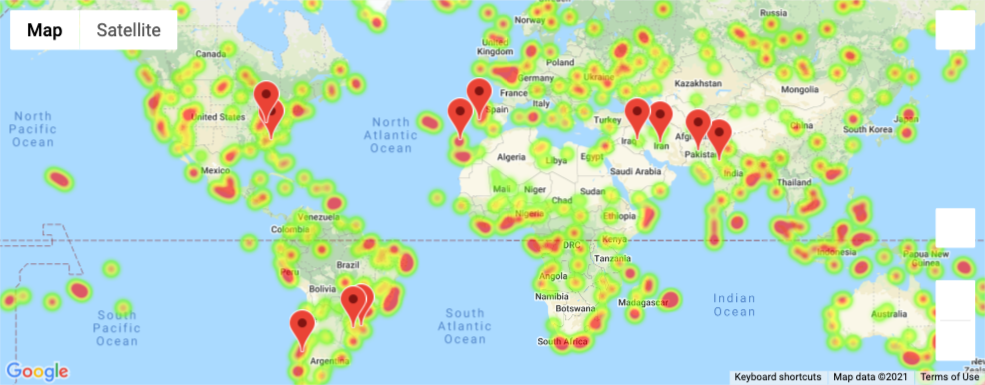 Map
Satellite
Russia
Norway
Canada
United
Kingdom
Poland
Germany
Ukraine
Kazakhstan
France
Mongolia
North
Pacific
Ocean
United States
Spain
Italy
North
Atlantic
Ocean
Turkey
China
South Korea
Japan
Iraq
Iran
Pakistan
Algeria
Libya
Egypt
Mexico
Saudi Arabia
India
Mali
Niger
Sudan
Thailand
Chad
Venezuela
Nigeria
Ethiopia
Colombia
DRC
Kenya
Indonesia
Papua New
Guinea
Tanzania
Peru
Brazil
Angola
Bolivia
Namibia
Botswana
Madagascar
Indian
Ocean
South
Pacific
Ocean
South
Atlantic
Ocean
Australia
South Africa
Google
Keyboard shortcuts
Map data ©2021
Terms of Use